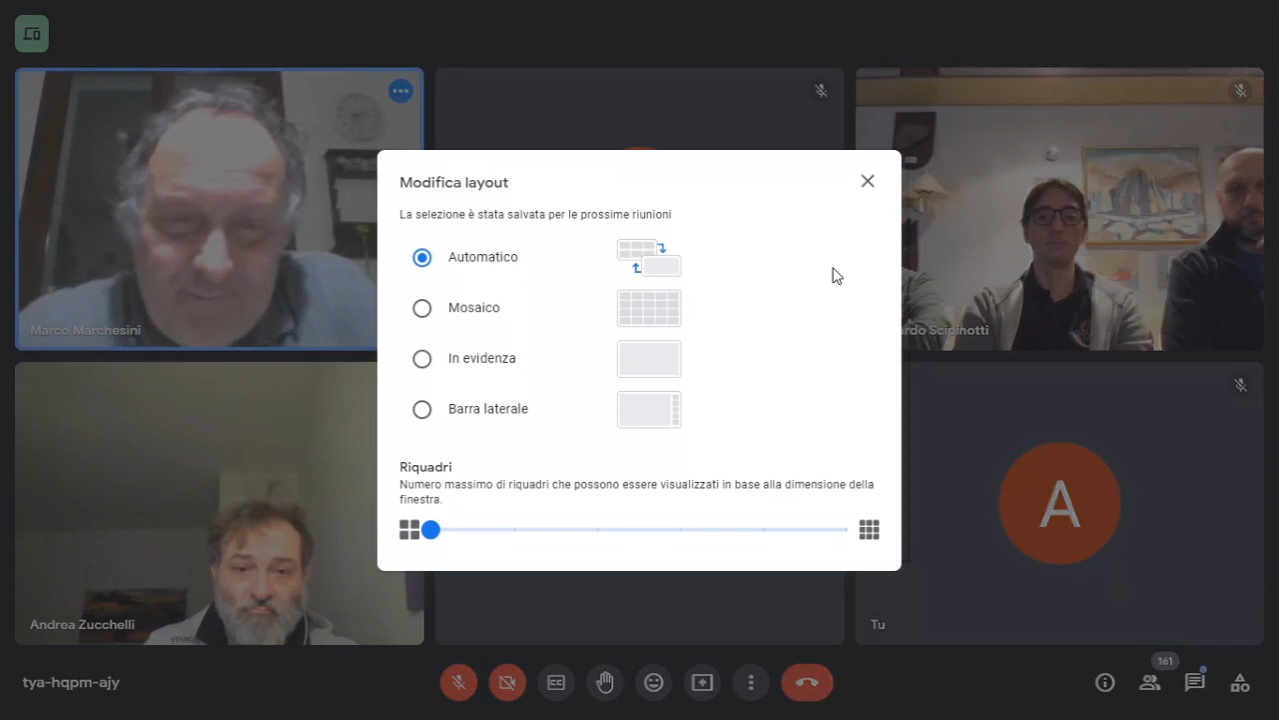 Modifica layout
La selezione è stata salvata per le prossime riunioni
Automatico
Mosaico
In evidenza
Barra laterale
Riquadri
Numero massimo di riquadri che possono essere visualizzati in base alla dimensione della
finestra.
Marco Marchesini
Scipinotti
Andrea Zucchelli
A
Tu
tya-hqpm-ajy
161